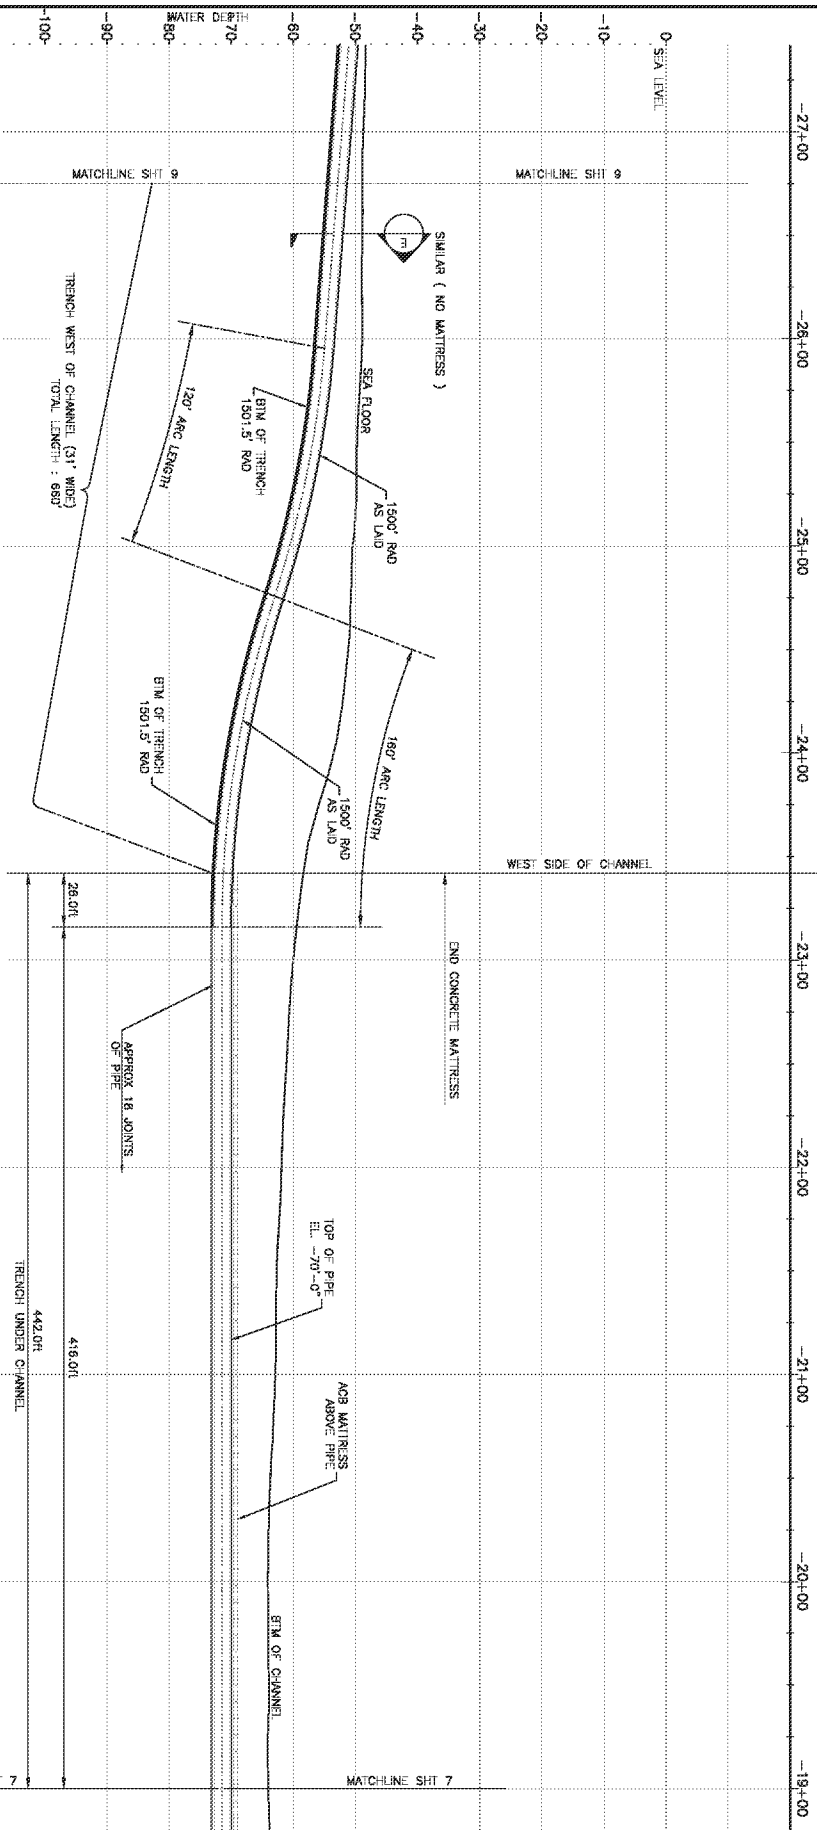 -27+00
-26+00
-25+00
-24+00
-23+00
-22+00
-21+00
-20+00
-19+00
SEA LEVEL
-0
-10
-20
-30
-40
-50
-60
-70
-80
-90
-100
WATER DEPTH
MATCHLINE SHT 9
MATCHLINE SHT 9
E
SIMILAR ( NO MATTRESS )
SEA FLOOR
BTM OF TRENCH
1501.5' RAD
1500' RAD
AS LAID
120' ARC LENGTH
TRENCH WEST OF CHANNEL (31' WIDE)
TOTAL LENGTH : 660'
160' ARC LENGTH
1500' RAD
AS LAID
BTM OF TRENCH
1501.5' RAD
WEST SIDE OF CHANNEL
END CONCRETE MATTRESS
26.0ft
APPROX 18 JOINTS
OF PIPE
TOP OF PIPE
EL. -70'-0"
ACB MATTRESS
ABOVE PIPE
BTM OF CHANNEL
416.0ft
442.0ft
TRENCH UNDER CHANNEL
MATCHLINE SHT 7
7